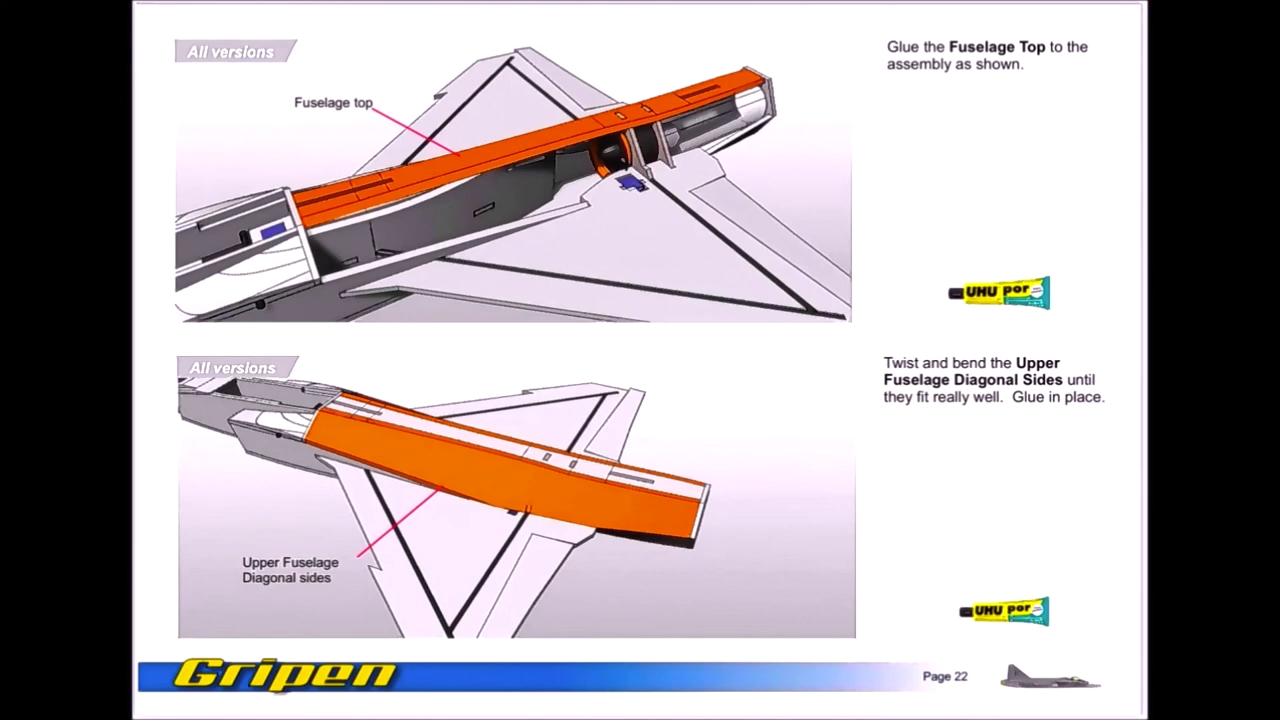 All versions
Glue the Fuselage Top to the
assembly as shown.
Fuselage top
UHU por
All versions
Twist and bend the Upper
Fuselage Diagonal Sides until
they fit really well.  Glue in place.
Upper Fuselage
Diagonal sides
UHU por
Gripen
Page 22